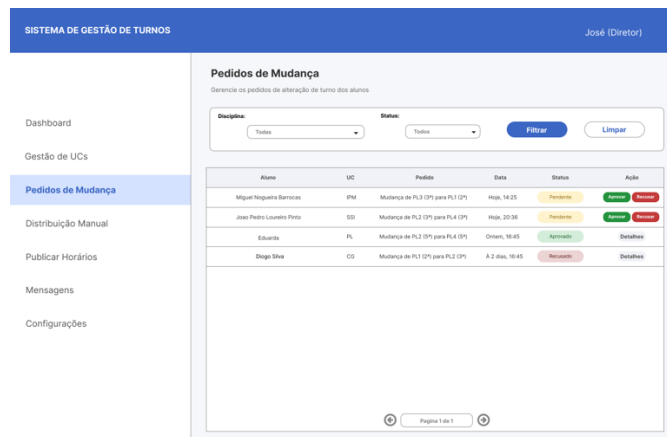 SISTEMA DE GESTÃO DE TURNOS
José (Diretor)
Pedidos de Mudança
Gerencie os pedidos de alteração de turno dos alunos
Disciplina:
Status:
Todas
Todos
Filtrar
Limpar
Dashboard
Gestão de UCs
Pedidos de Mudança
Distribuição Manual
Publicar Horários
Mensagens
Configurações
Aluno UC Pedido Data Status Ação
Miguel Nogueira Barrocas IPM Mudança de PL3 (3ª) para PL1 (2ª) Hoje, 14:25 Pendente Aprovar Recusar
Joao Pedro Loureiro Pinto SSI Mudança de PL2 (3ª) para PL4 (3ª) Hoje, 20:36 Pendente Aprovar Recusar
Eduarda PL Mudança de PL2 (5ª) para PL4 (5ª) Ontem, 16:45 Aprovado Detalhes
Diogo Silva CG Mudança de PL1 (2ª) para PL2 (3ª) À 2 dias, 16:45 Recusado Detalhes
Pagina 1 de 1